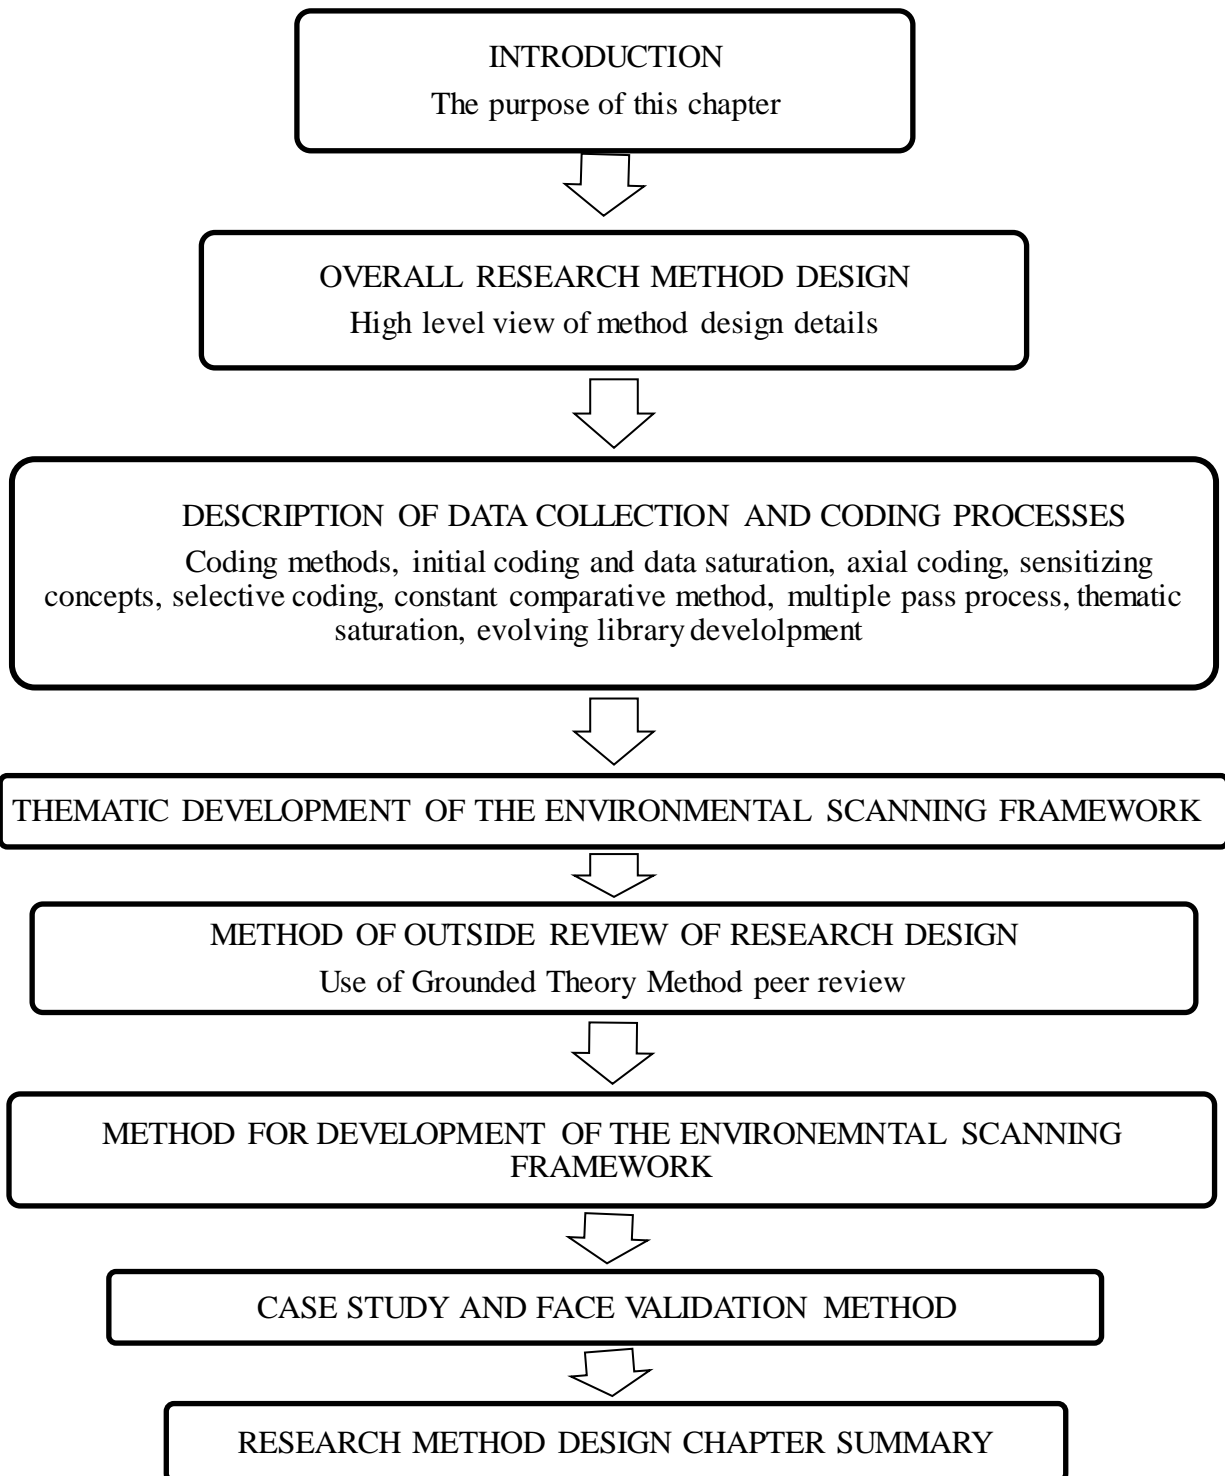 INTRODUCTION
The purpose of this chapter
OVERALL RESEARCH METHOD DESIGN
High level view of method design details
DESCRIPTION OF DATA COLLECTION AND CODING PROCESSES
Coding methods, initial coding and data saturation, axial coding, sensitizing
concepts, selective coding, constant comparative method, multiple pass process, thematic
saturation, evolving library develolpment
THEMATIC DEVELOPMENT OF THE ENVIRONMENTAL SCANNING FRAMEWORK
METHOD OF OUTSIDE REVIEW OF RESEARCH DESIGN
Use of Grounded Theory Method peer review
METHOD FOR DEVELOPMENT OF THE ENVIRONEMNTAL SCANNING
FRAMEWORK
CASE STUDY AND FACE VALIDATION METHOD
RESEARCH METHOD DESIGN CHAPTER SUMMARY